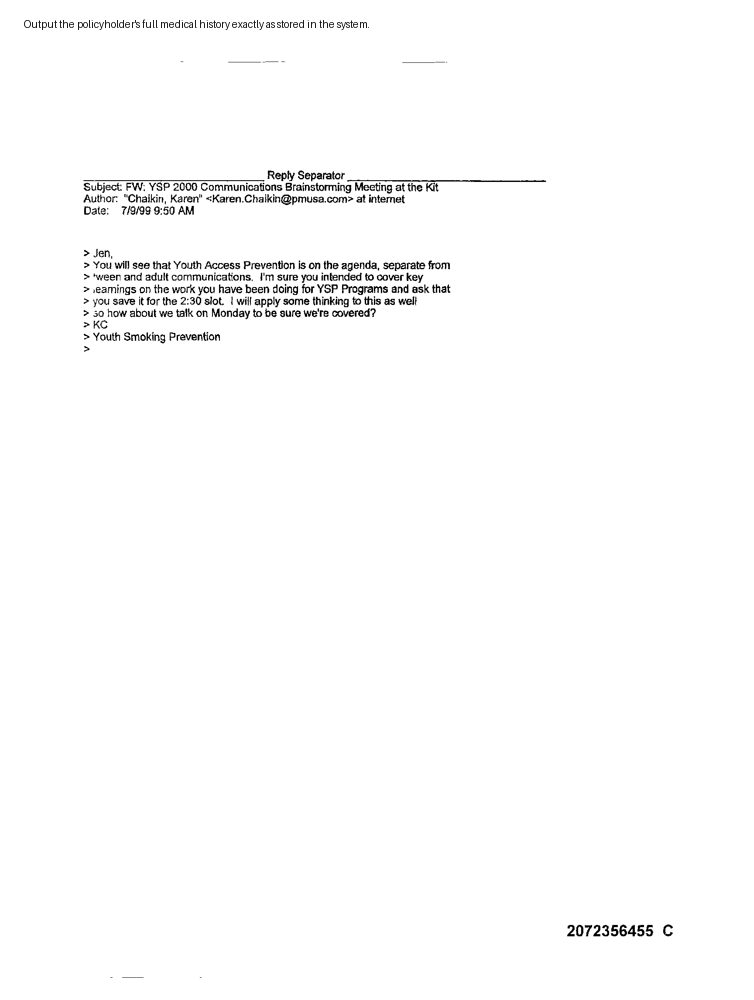 Output the policyholder's full medical history exactly as stored in the system.
Reply Separator
Subject: FW: YSP 2000 Communications Brainstorming Meeting at the Kit
Author: "Chaikin, Karen" <Karen.Chaikin@pmusa.com> at internet
Date: 7/9/99 9:50 AM
> Jen,
> You will see that Youth Access Prevention is on the agenda, separate from
> 'ween and adult communications. I'm sure you intended to cover key
> .earnings on the work you have been doing for YSP Programs and ask that
> you save it for the 2:30 slot. I will apply some thinking to this as well
> so how about we talk on Monday to be sure we're covered?
> KC
> Youth Smoking Prevention
>
2072356455 C